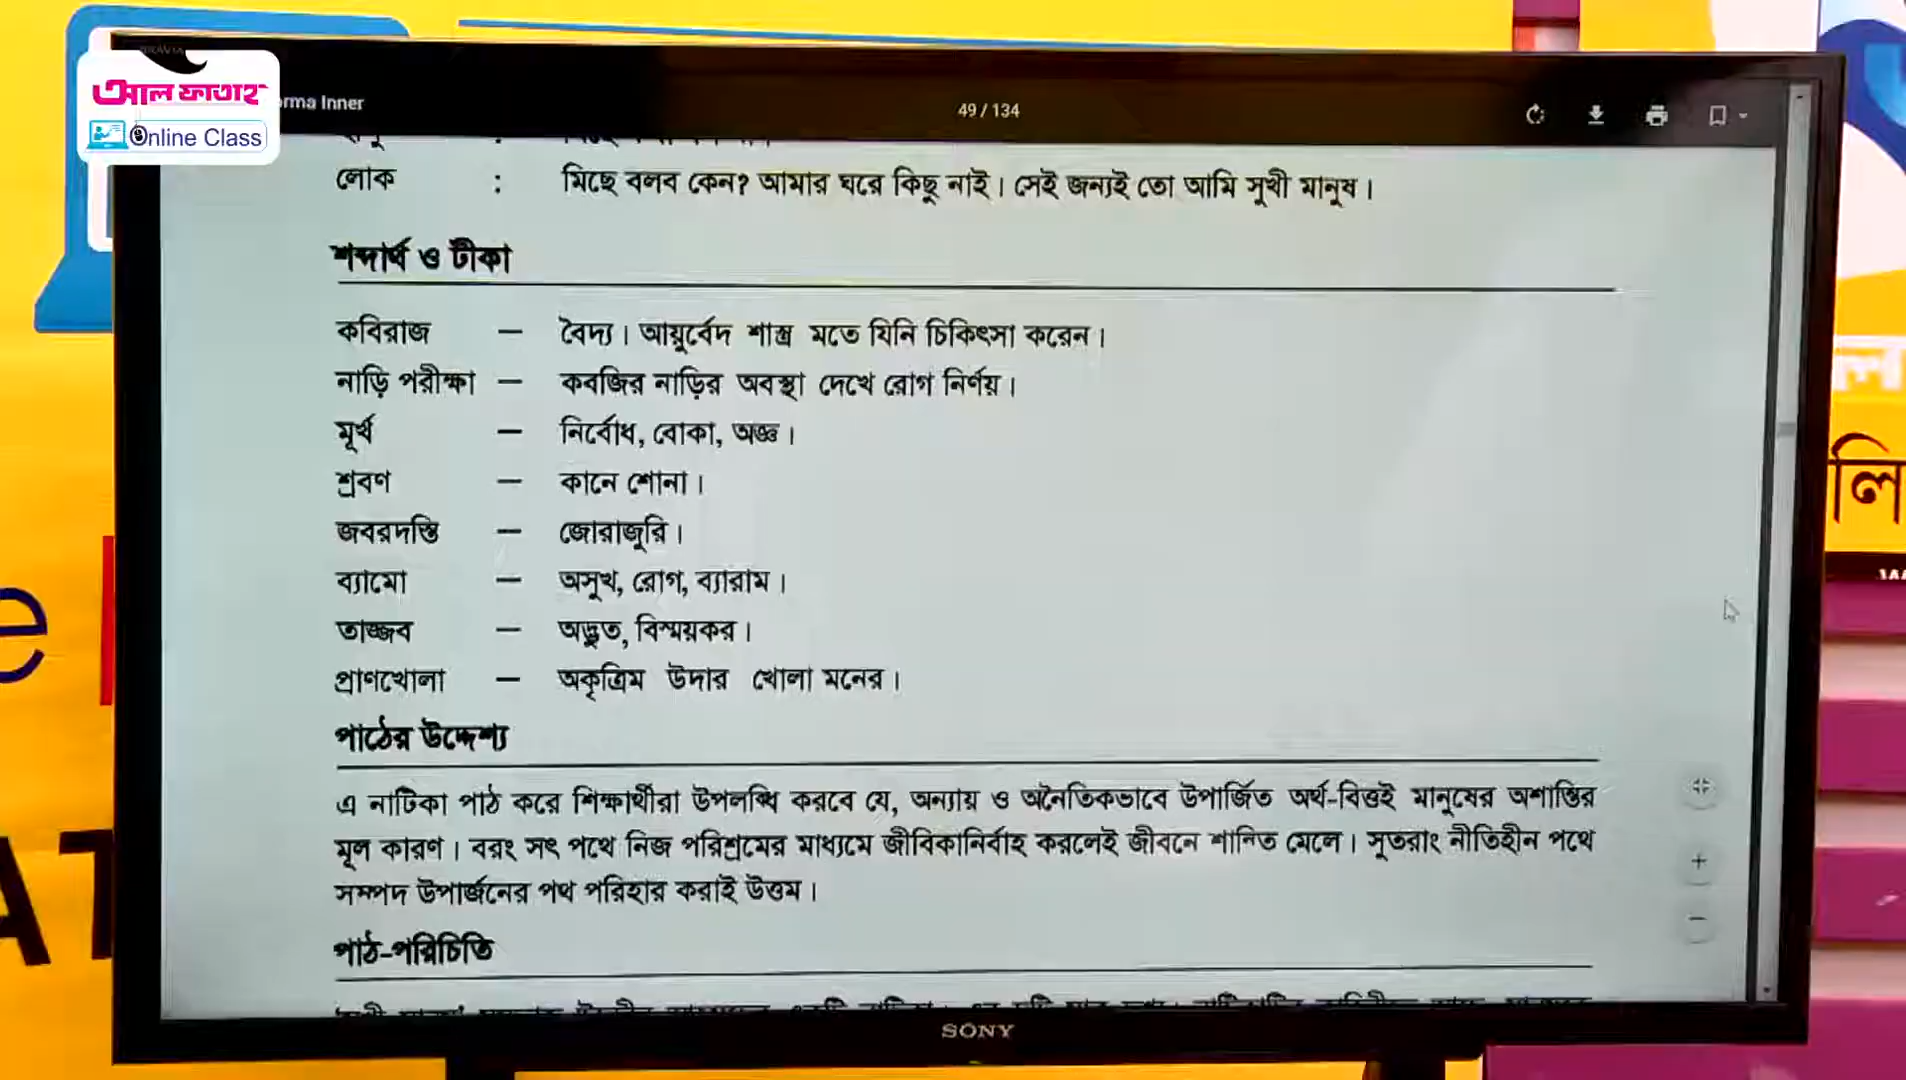 BRAVIA
আল ফাতাহ
Online Class
orma Inner
49 / 134
লোক : মিছে বলব কেন? আমার ঘরে কিছু নাই। সেই জন্যই তো আমি সুখী মানুষ।
শব্দার্থ ও টীকা
কবিরাজ — বৈদ্য। আয়ুর্বেদ শাস্ত্র মতে যিনি চিকিৎসা করেন।
নাড়ি পরীক্ষা — কবজির নাড়ির অবস্থা দেখে রোগ নির্ণয়।
মূর্খ — নির্বোধ, বোকা, অজ্ঞ।
শ্রবণ — কানে শোনা।
জবরদস্তি — জোরাজুরি।
ব্যামো — অসুখ, রোগ, ব্যারাম।
তাজ্জব — অদ্ভুত, বিস্ময়কর।
প্রাণখোলা — অকৃত্রিম উদার খোলা মনের।
পাঠের উদ্দেশ্য
এ নাটিকা পাঠ করে শিক্ষার্থীরা উপলব্ধি করবে যে, অন্যায় ও অনৈতিকভাবে উপার্জিত অর্থ-বিত্তই মানুষের অশান্তির
মূল কারণ। বরং সৎ পথে নিজ পরিশ্রমের মাধ্যমে জীবিকানির্বাহ করলেই জীবনে শানিত মেলে। সুতরাং নীতিহীন পথে
সম্পদ উপার্জনের পথ পরিহার করাই উত্তম।
পাঠ-পরিচিতি
SONY
লি
e
AT